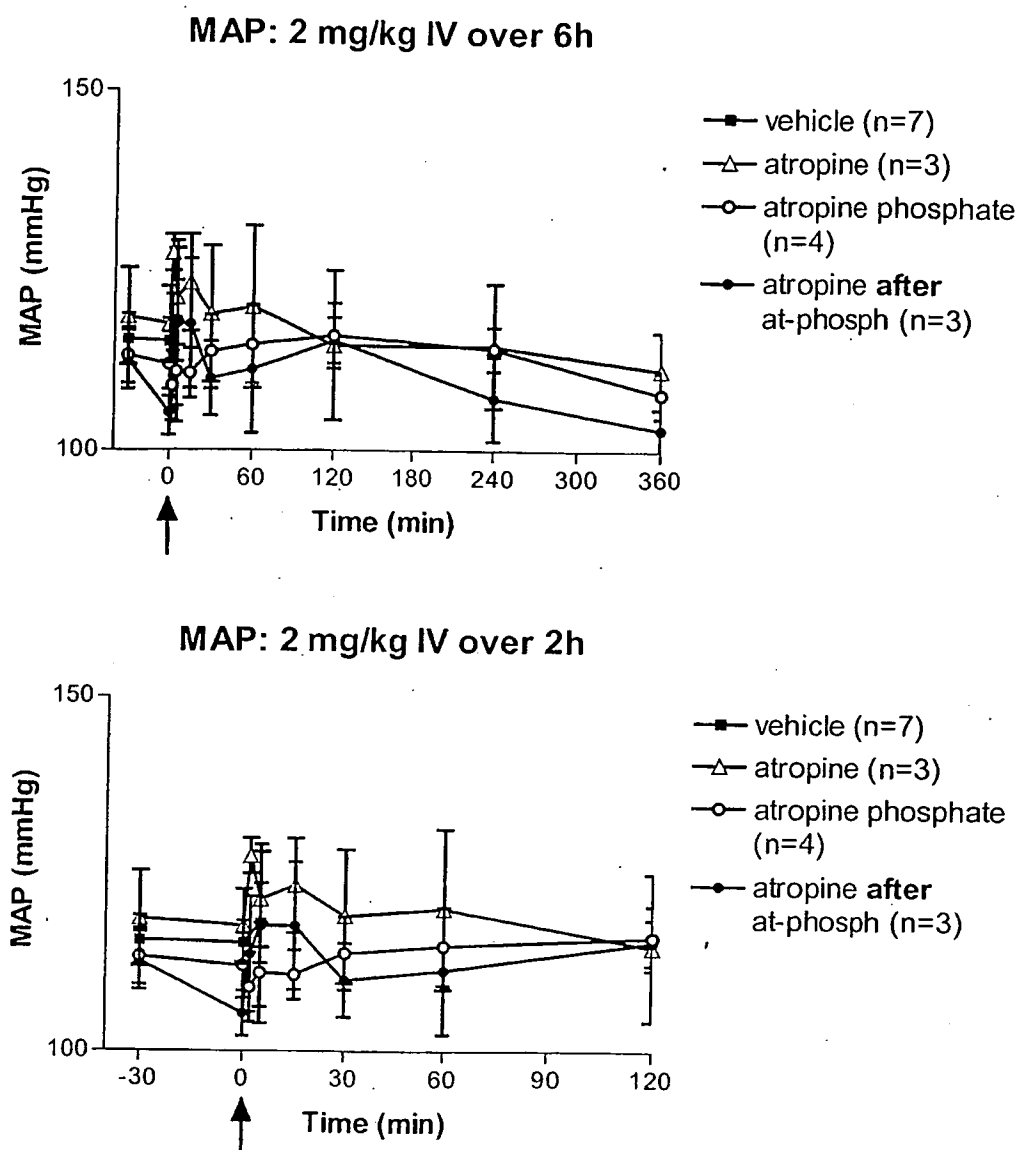 MAP: 2 mg/kg IV over 6h
150
100
MAP (mmHg)
0 60 120 180 240 300 360
Time (min)
vehicle (n=7)
atropine (n=3)
atropine phosphate
(n=4)
atropine after
at-phosph (n=3)
MAP: 2 mg/kg IV over 2h
150
100
MAP (mmHg)
-30 0 30 60 90 120
Time (min)
vehicle (n=7)
atropine (n=3)
atropine phosphate
(n=4)
atropine after
at-phosph (n=3)